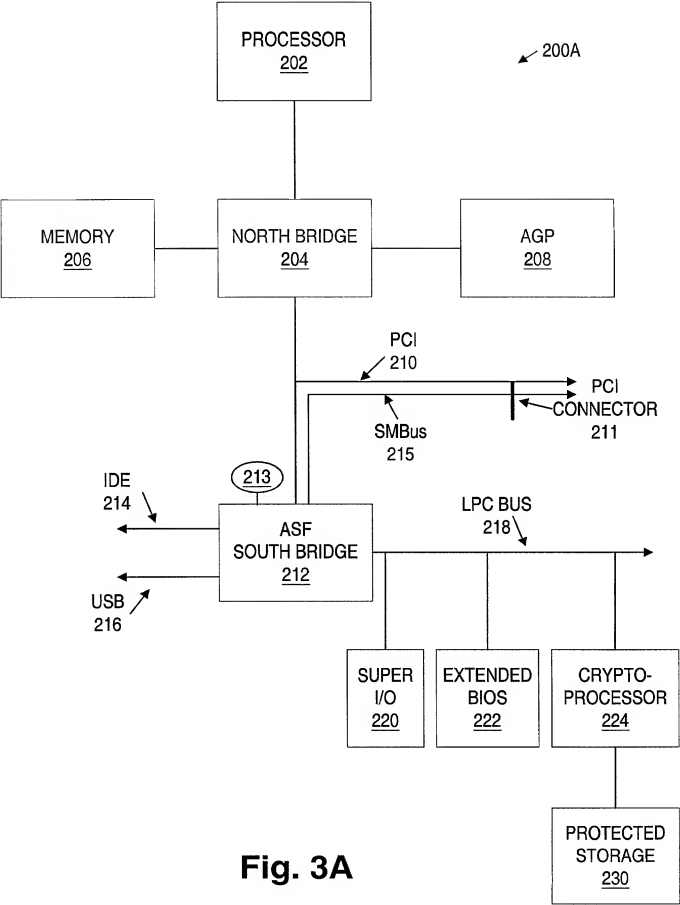 PROCESSOR
202
200A
MEMORY
206
NORTH BRIDGE
204
AGP
208
PCI
210
PCI
CONNECTOR
211
SMBus
215
213
IDE
214
ASF
SOUTH BRIDGE
212
LPC BUS
218
USB
216
SUPER
I/O
220
EXTENDED
BIOS
222
CRYPTO-
PROCESSOR
224
PROTECTED
STORAGE
230
Fig. 3A